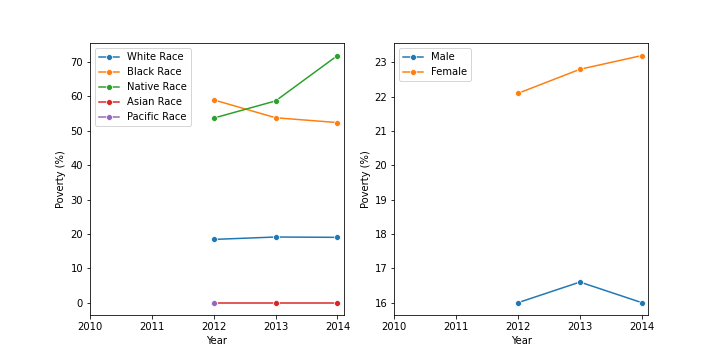 White Race
Black Race
Native Race
Asian Race
Pacific Race
Poverty (%)
70
60
50
40
30
20
10
0
2010 2011 2012 2013 2014
Year
Male
Female
Poverty (%)
23
22
21
20
19
18
17
16
2010 2011 2012 2013 2014
Year